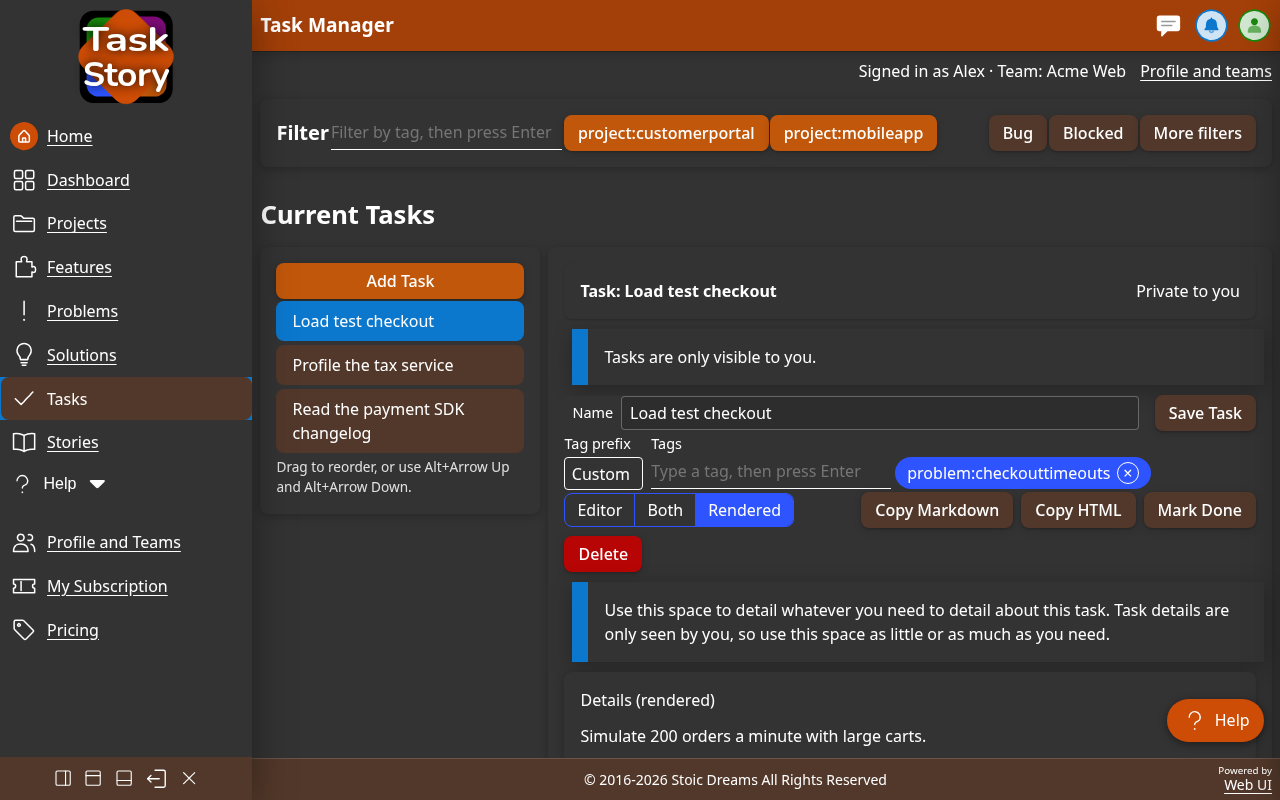 Task
Story
Home
Dashboard
Projects
Features
Problems
Solutions
Tasks
Stories
Help
Profile and Teams
My Subscription
Pricing
Task Manager
Signed in as Alex · Team: Acme Web
Profile and teams
Filter
Filter by tag, then press Enter
project:customerportal
project:mobileapp
Bug
Blocked
More filters
Current Tasks
Add Task
Load test checkout
Profile the tax service
Read the payment SDK
changelog
Drag to reorder, or use Alt+Arrow Up
and Alt+Arrow Down.
Task: Load test checkout
Private to you
Tasks are only visible to you.
Name
Load test checkout
Save Task
Tag prefix
Tags
Custom
Type a tag, then press Enter
problem:checkouttimeouts
Editor
Both
Rendered
Copy Markdown
Copy HTML
Mark Done
Delete
Use this space to detail whatever you need to detail about this task. Task details are
only seen by you, so use this space as little or as much as you need.
Details (rendered)
Simulate 200 orders a minute with large carts.
Help
© 2016-2026 Stoic Dreams All Rights Reserved
Powered by
Web UI